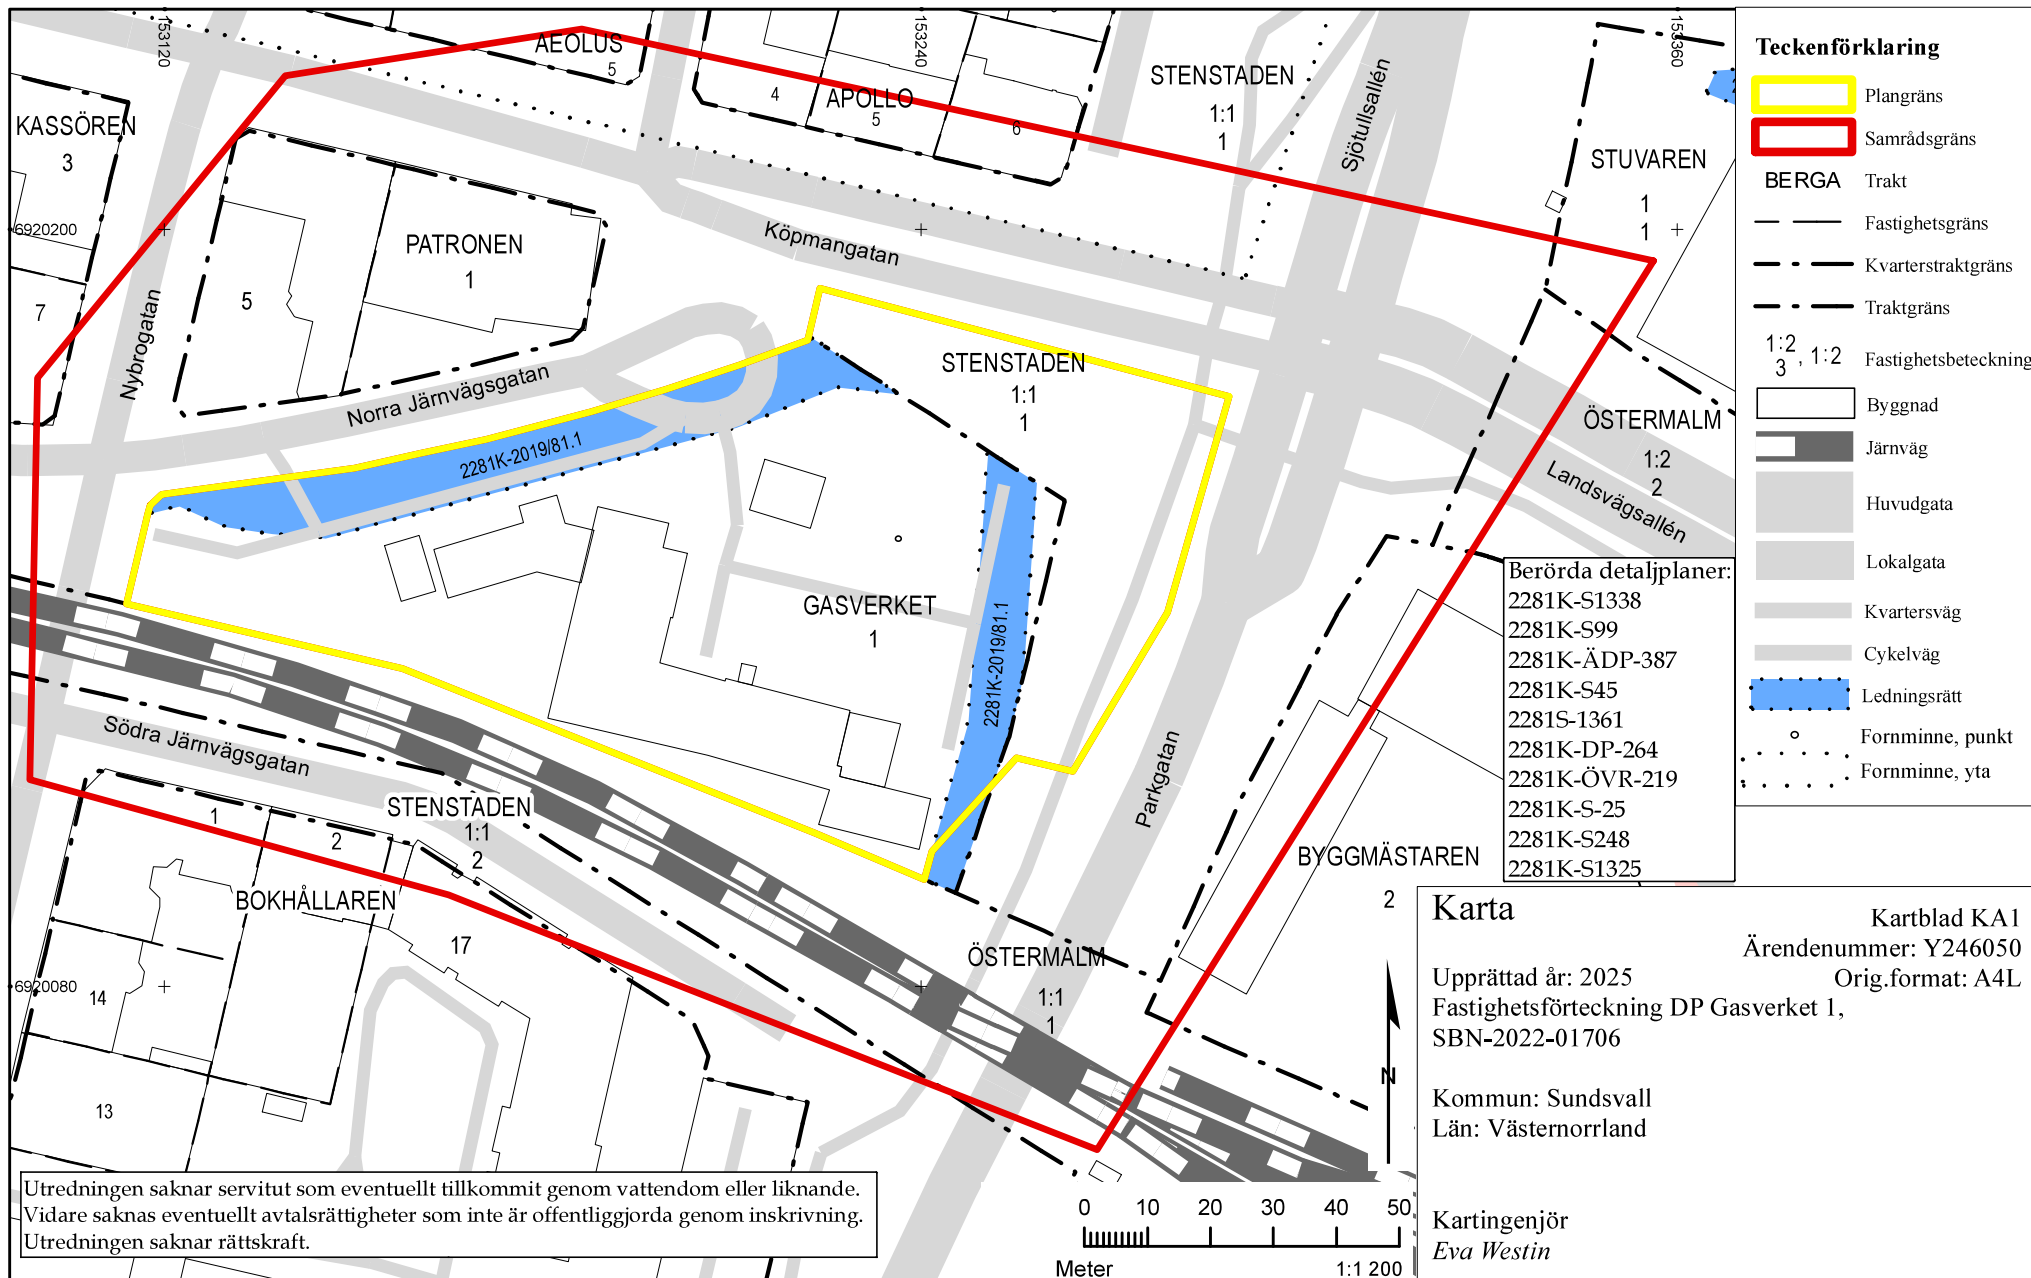 153120
153240
153360
AEOLUS
5
KASSÖREN
3
7
4
APOLLO
5
6
STENSTADEN
1:1
1
Sjötullsallén
STUVAREN
1
1
6920200
PATRONEN
1
5
Nybrogatan
Köpmangatan
Norra Järnvägsgatan
2281K-2019/81.1
STENSTADEN
1:1
1
ÖSTERMALM
1:2
2
Landsvägsallén
GASVERKET
1
2281K-2019/81.1
Södra Järnvägsgatan
STENSTADEN
1:1
2
1
2
BOKHÅLLAREN
17
14
13
6920080
Parkgatan
BYGGMÄSTAREN
2
ÖSTERMALM
1:1
1
Teckenförklaring
Plangräns
Samrådsgräns
BERGA Trakt
Fastighetsgräns
Kvarterstraktgräns
Traktgräns
1:2
3 , 1:2 Fastighetsbeteckning
Byggnad
Järnväg
Huvudgata
Lokalgata
Kvartersväg
Cykelväg
Ledningsrätt
Fornminne, punkt
Fornminne, yta
Berörda detaljplaner:
2281K-S1338
2281K-S99
2281K-ÄDP-387
2281K-S45
2281S-1361
2281K-DP-264
2281K-ÖVR-219
2281K-S-25
2281K-S248
2281K-S1325
Karta
Kartblad KA1
Ärendenummer: Y246050
Orig.format: A4L
Upprättad år: 2025
Fastighetsförteckning DP Gasverket 1,
SBN-2022-01706
Kommun: Sundsvall
Län: Västernorrland
Kartingenjör
Eva Westin
N
0 10 20 30 40 50
Meter 1:1 200
Utredningen saknar servitut som eventuellt tillkommit genom vattendom eller liknande.
Vidare saknas eventuellt avtalsrättigheter som inte är offentliggjorda genom inskrivning.
Utredningen saknar rättskraft.